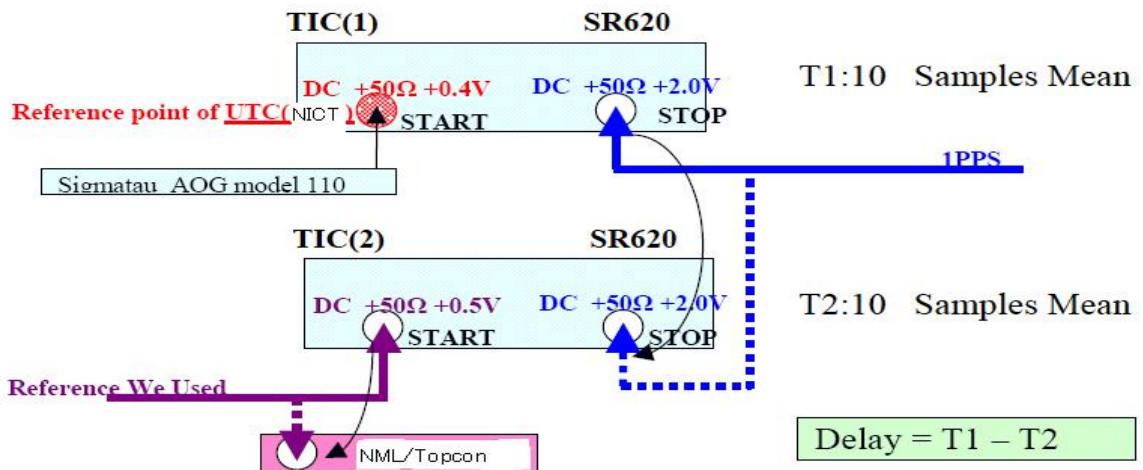 TIC(1) SR620
DC +50Ω +0.4V DC +50Ω +2.0V T1:10 Samples Mean
Reference point of UTC(NICT) START STOP
1PPS
Sigmatau AOG model 110
TIC(2) SR620
DC +50Ω +0.5V DC +50Ω +2.0V T2:10 Samples Mean
START STOP
Reference We Used
NML/Topcon
Delay = T1 – T2